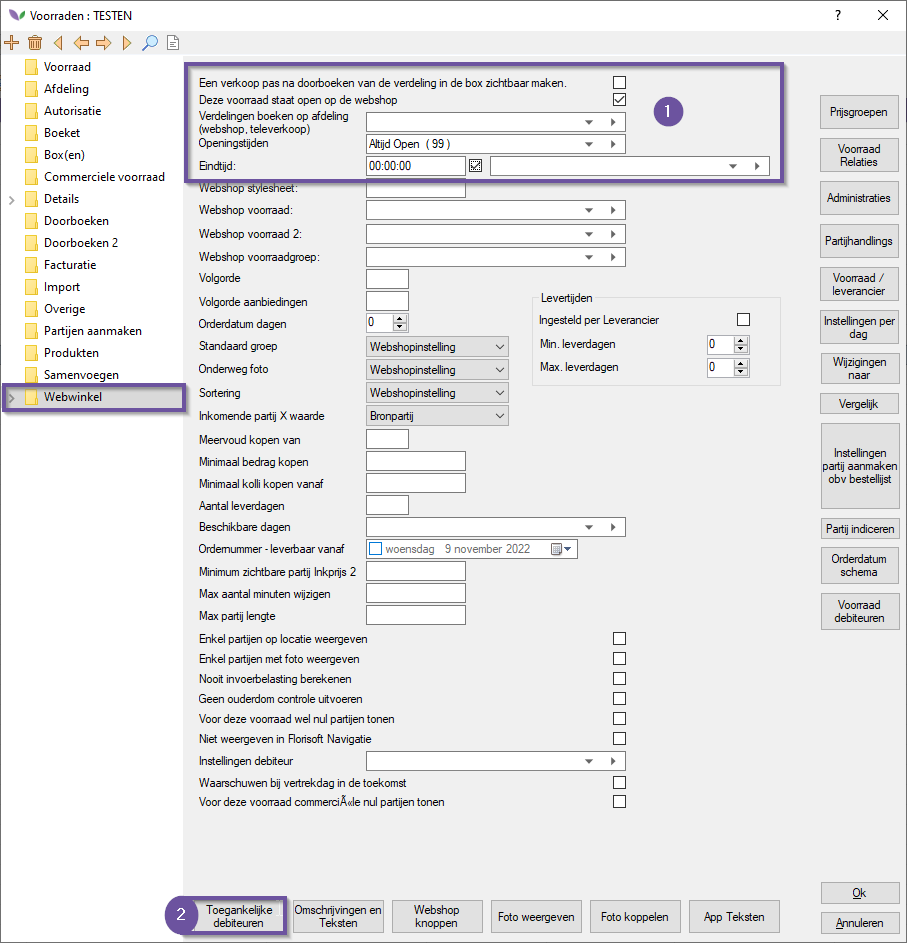 Voorraden : TESTEN
?
Voorraad
Afdeling
Autorisatie
Boeket
Box(en)
Commerciele voorraad
Details
Doorboeken
Doorboeken 2
Facturatie
Import
Overige
Partijen aanmaken
Produkten
Samenvoegen
Webwinkel
Een verkoop pas na doorboeken van de verdeling in de box zichtbaar maken.
Deze voorraad staat open op de webshop
1
Verdelingen boeken op afdeling
(webshop, televerkoop)
Openingstijden
Altijd Open ( 99 )
Eindtijd:
00:00:00
Webshop stylesheet:
Webshop voorraad:
Webshop voorraad 2:
Webshop voorraadgroep:
Volgorde
Volgorde aanbiedingen
Orderdatum dagen
0
Standaard groep
Webshopinstelling
Onderweg foto
Webshopinstelling
Sortering
Webshopinstelling
Inkomende partij X waarde
Bronpartij
Levertijden
Ingesteld per Leverancier
Min. leverdagen
0
Max. leverdagen
0
Meervoud kopen van
Minimaal bedrag kopen
Minimaal kolli kopen vanaf
Aantal leverdagen
Beschikbare dagen
Ordernummer - leverbaar vanaf
woensdag 9 november 2022
Minimum zichtbare partij Inkprijs 2
Max aantal minuten wijzigen
Max partij lengte
Enkel partijen op locatie weergeven
Enkel partijen met foto weergeven
Nooit invoerbelasting berekenen
Geen ouderdom controle uitvoeren
Voor deze voorraad wel nul partijen tonen
Niet weergeven in Florisoft Navigatie
Instellingen debiteur
Waarschuwen bij vertrekdag in de toekomst
Voor deze voorraad commerciÃ«le nul partijen tonen
Prijsgroepen
Voorraad
Relaties
Administraties
Partijhandlings
Voorraad /
leverancier
Instellingen per
dag
Wijzigingen
naar
Vergelijk
Instellingen
partij aanmaken
obv bestellijst
Partij indiceren
Orderdatum
schema
Voorraad
debiteuren
Ok
Annuleren
2
Toegankelijke
debiteuren
Omschrijvingen en
Teksten
Webshop
knoppen
Foto weergeven
Foto koppelen
App Teksten